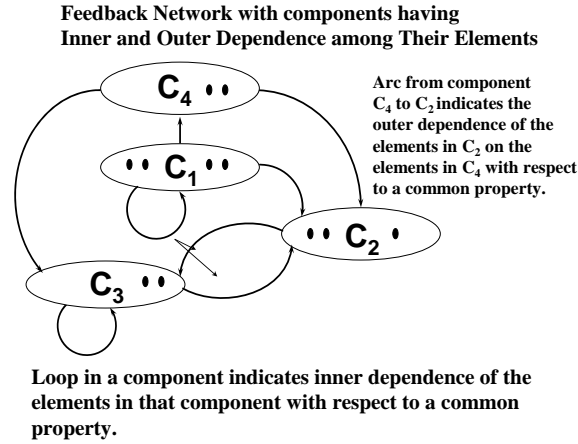 Feedback Network with components having
Inner and Outer Dependence among Their Elements
C4
Arc from component
C4 to C2 indicates the
outer dependence of the
elements in C2 on the
elements in C4 with respect
to a common property.
C1
C2
C3
Loop in a component indicates inner dependence of the
elements in that component with respect to a common
property.